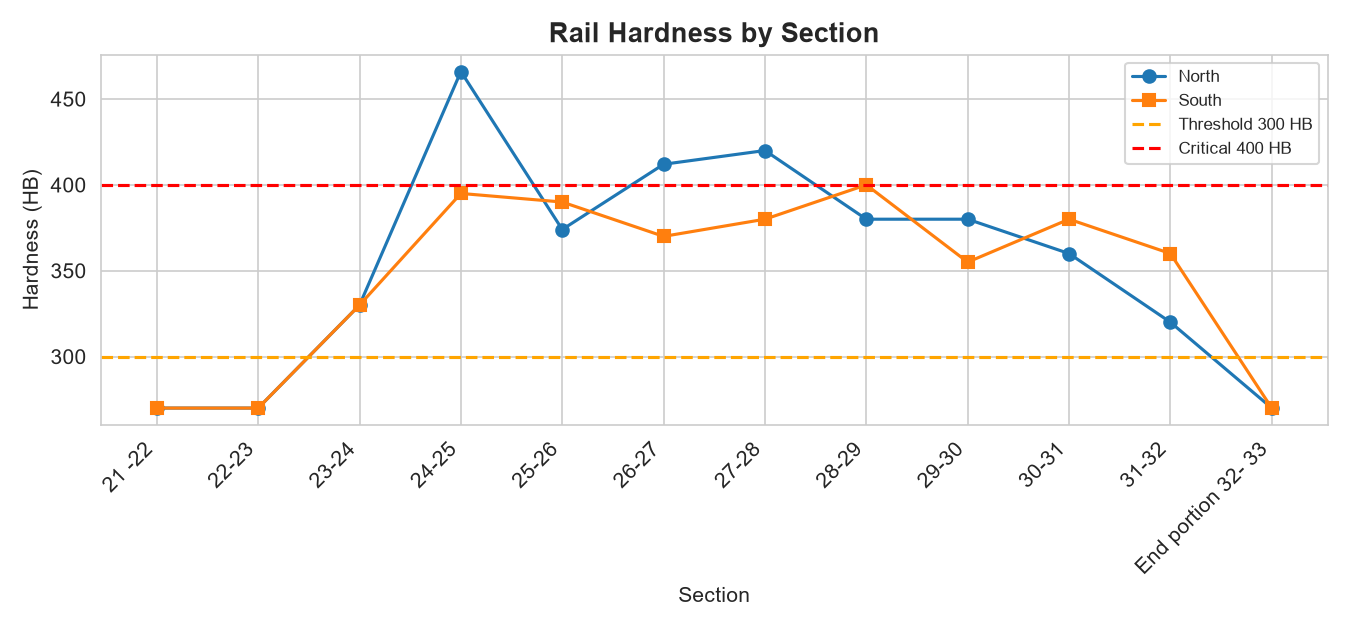 Rail Hardness by Section
North
South
Threshold 300 HB
Critical 400 HB
Hardness (HB)
450
400
350
300
21 -22
22-23
23-24
24-25
25-26
26-27
27-28
28-29
29-30
30-31
31-32
End portion 32- 33
Section